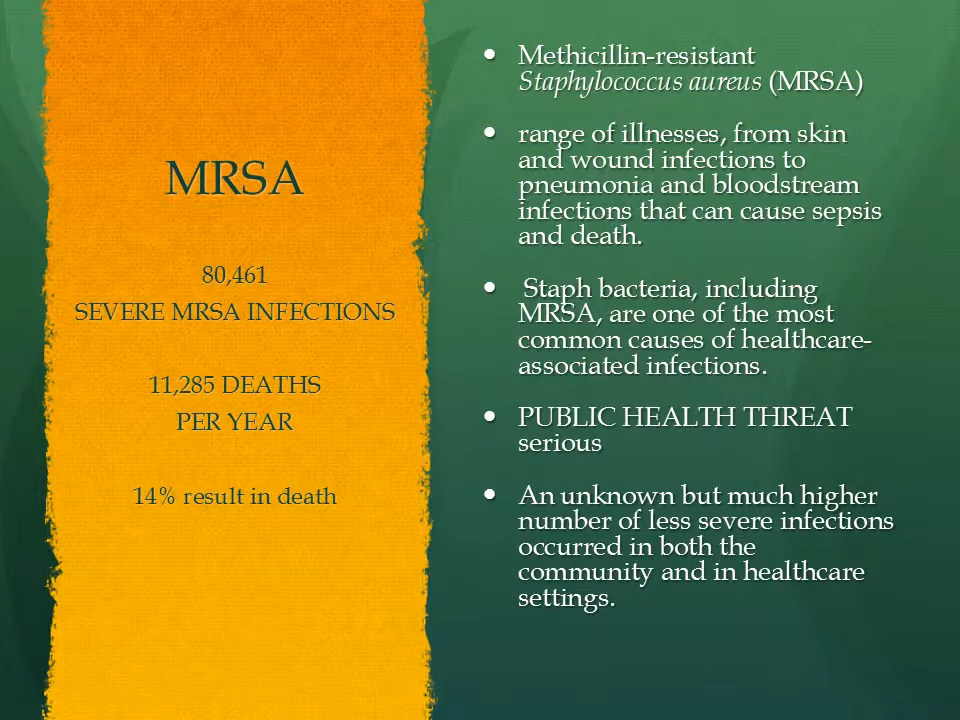 MRSA
80,461
SEVERE MRSA INFECTIONS
11,285 DEATHS
PER YEAR
14% result in death
• Methicillin-resistant
Staphylococcus aureus (MRSA)
• range of illnesses, from skin
and wound infections to
pneumonia and bloodstream
infections that can cause sepsis
and death.
• Staph bacteria, including
MRSA, are one of the most
common causes of healthcare-
associated infections.
• PUBLIC HEALTH THREAT
serious
• An unknown but much higher
number of less severe infections
occurred in both the
community and in healthcare
settings.